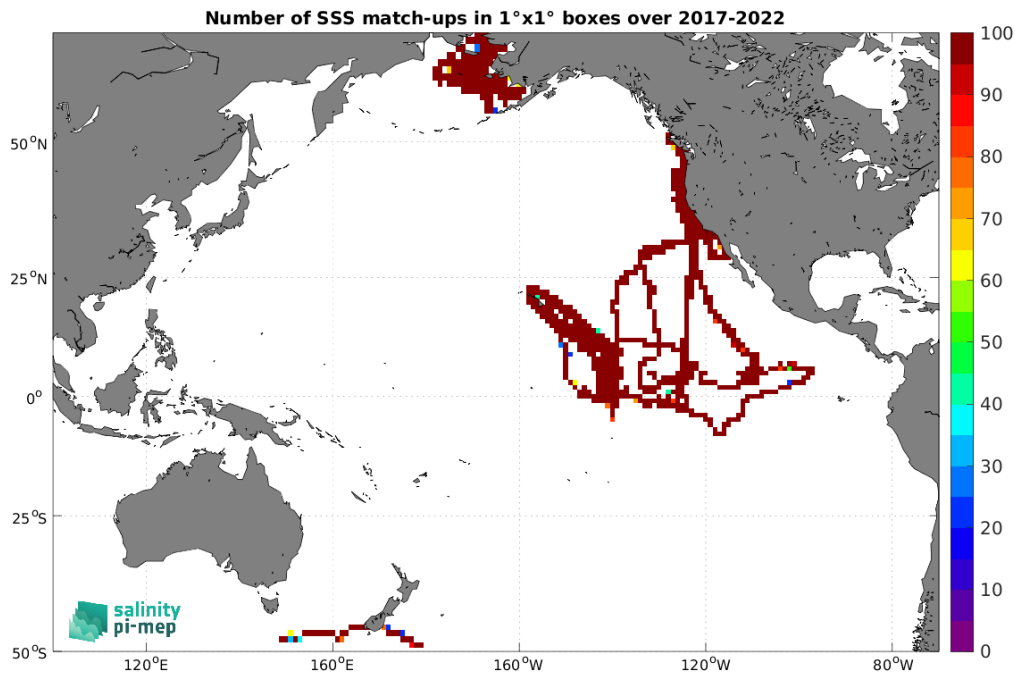 Number of SSS match-ups in 1°x1° boxes over 2017-2022
50°N
25°N
0°
25°S
50°S
120°E
160°E
160°W
120°W
80°W
100
90
80
70
60
50
40
30
20
10
0
salinity
pi-mep